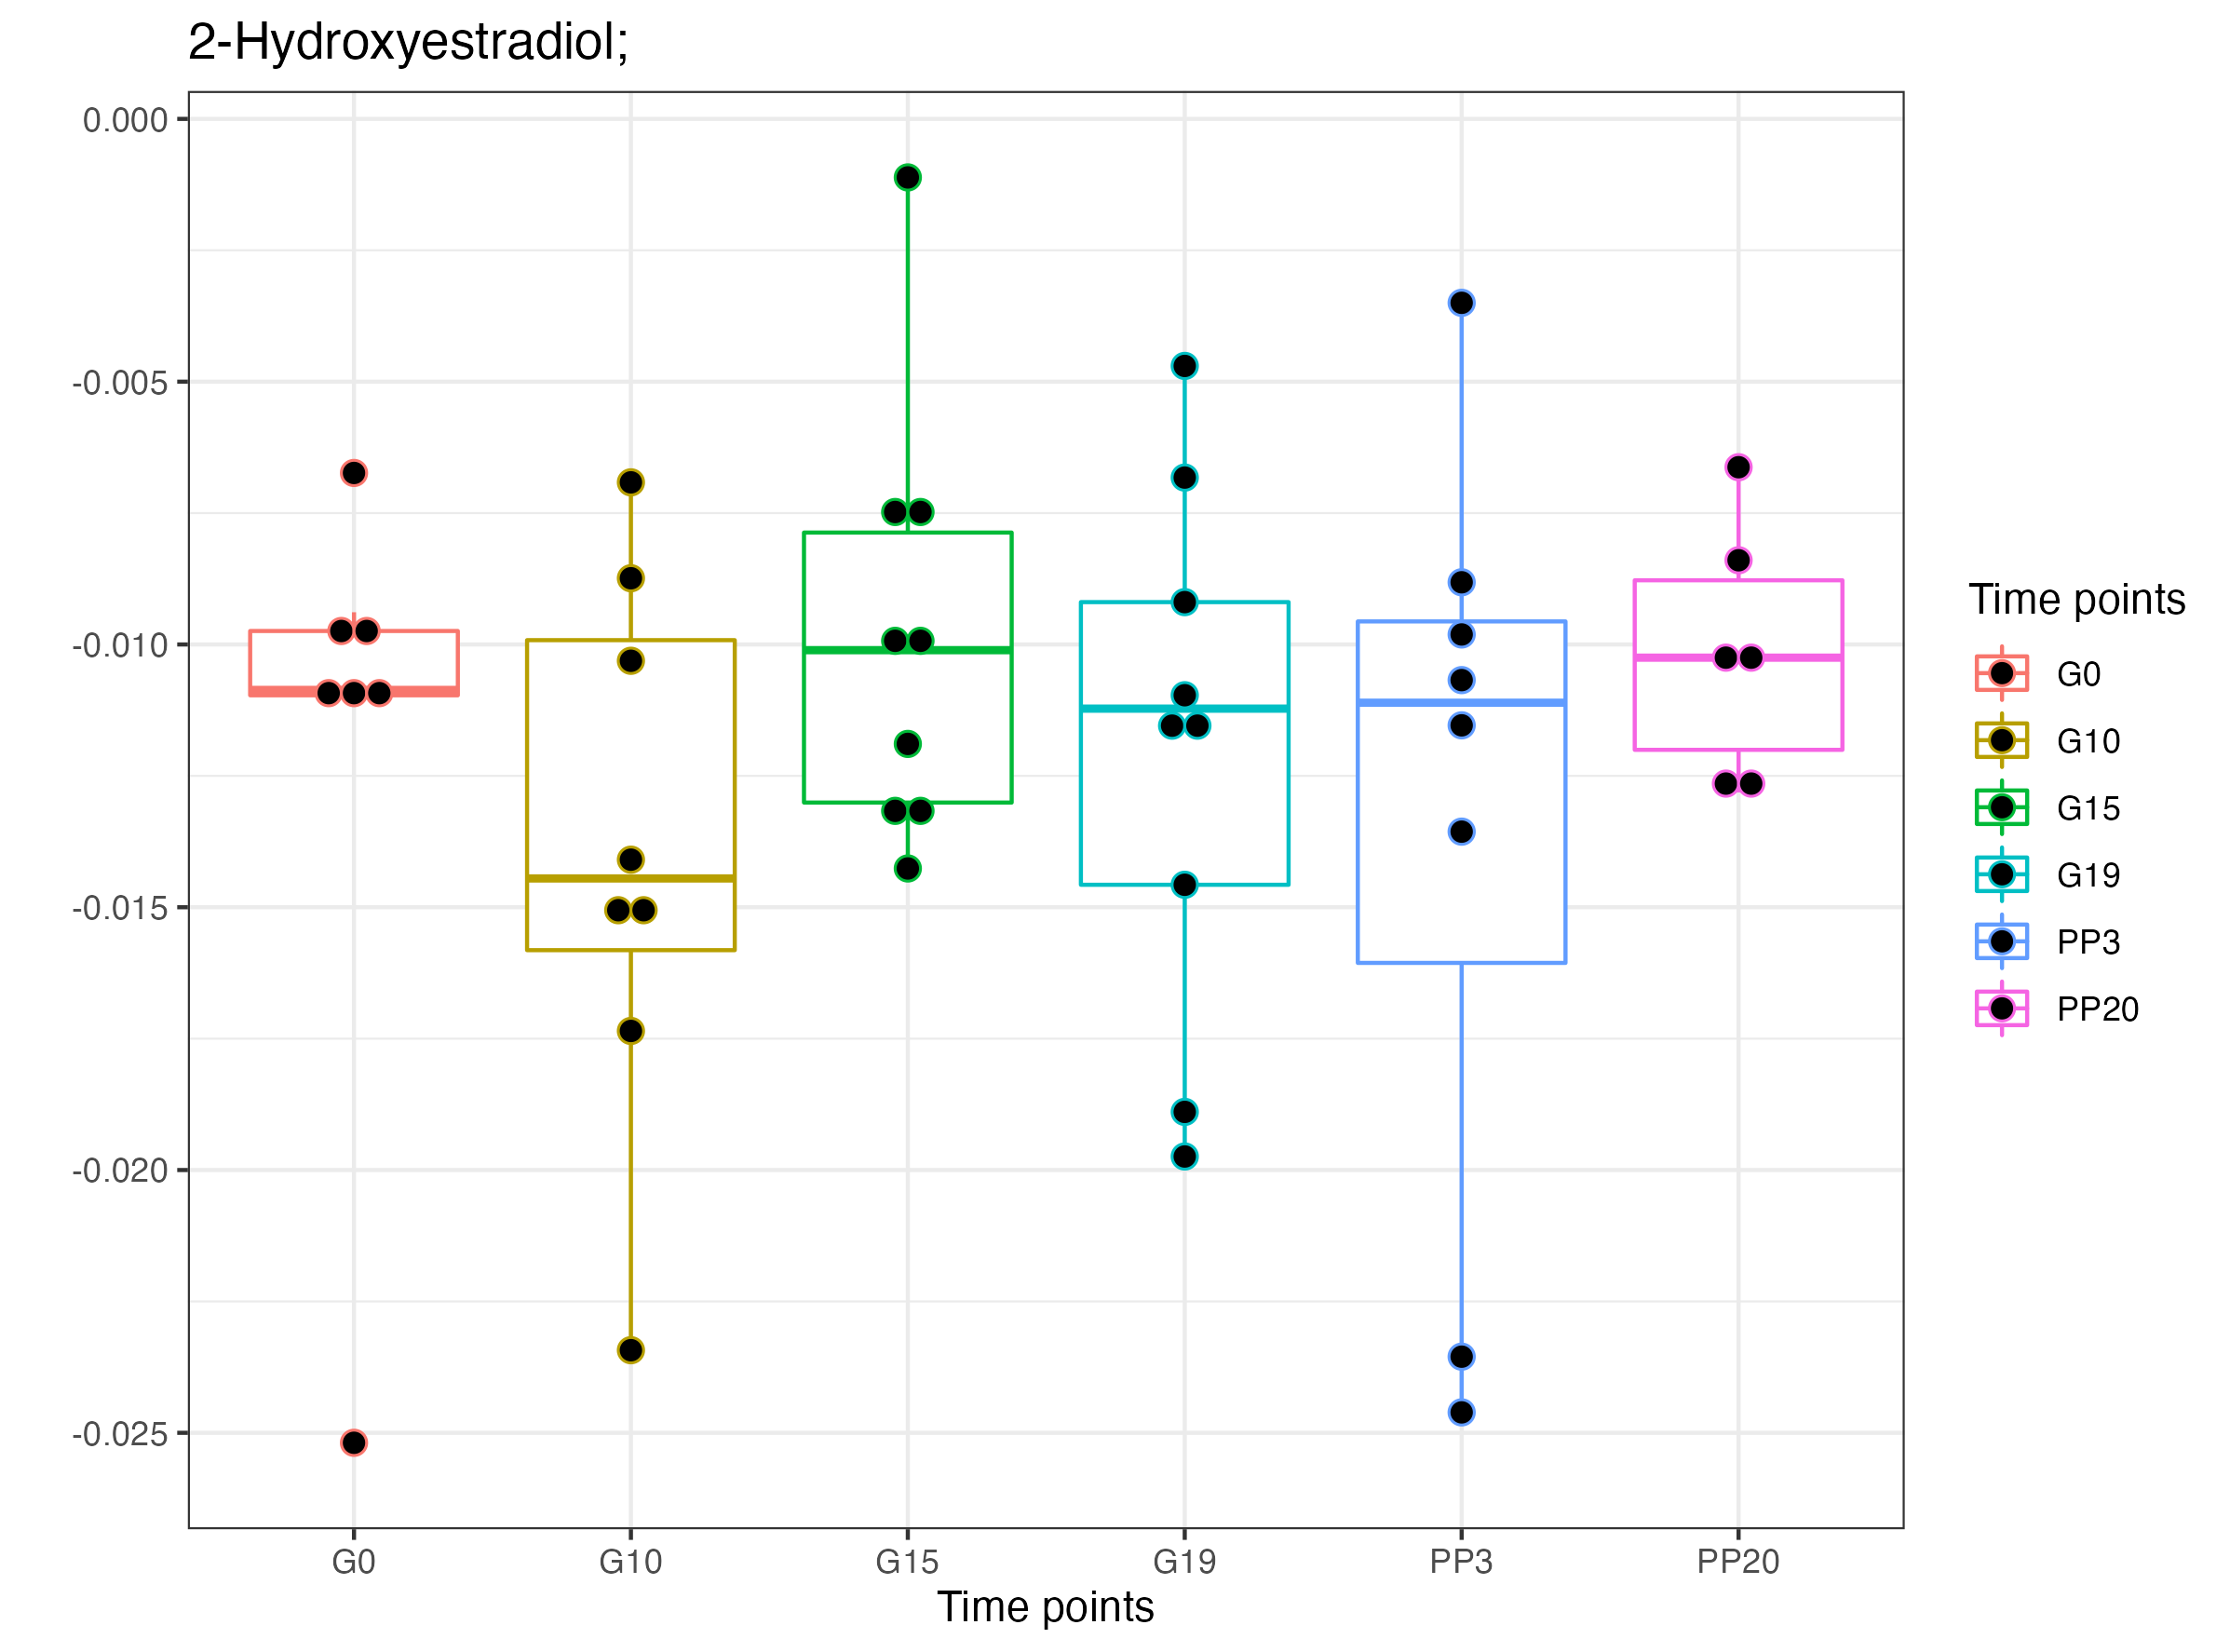 2-Hydroxyestradiol;
0.000
-0.005
-0.010
-0.015
-0.020
-0.025
G0 G10 G15 G19 PP3 PP20
Time points
Time points
G0
G10
G15
G19
PP3
PP20